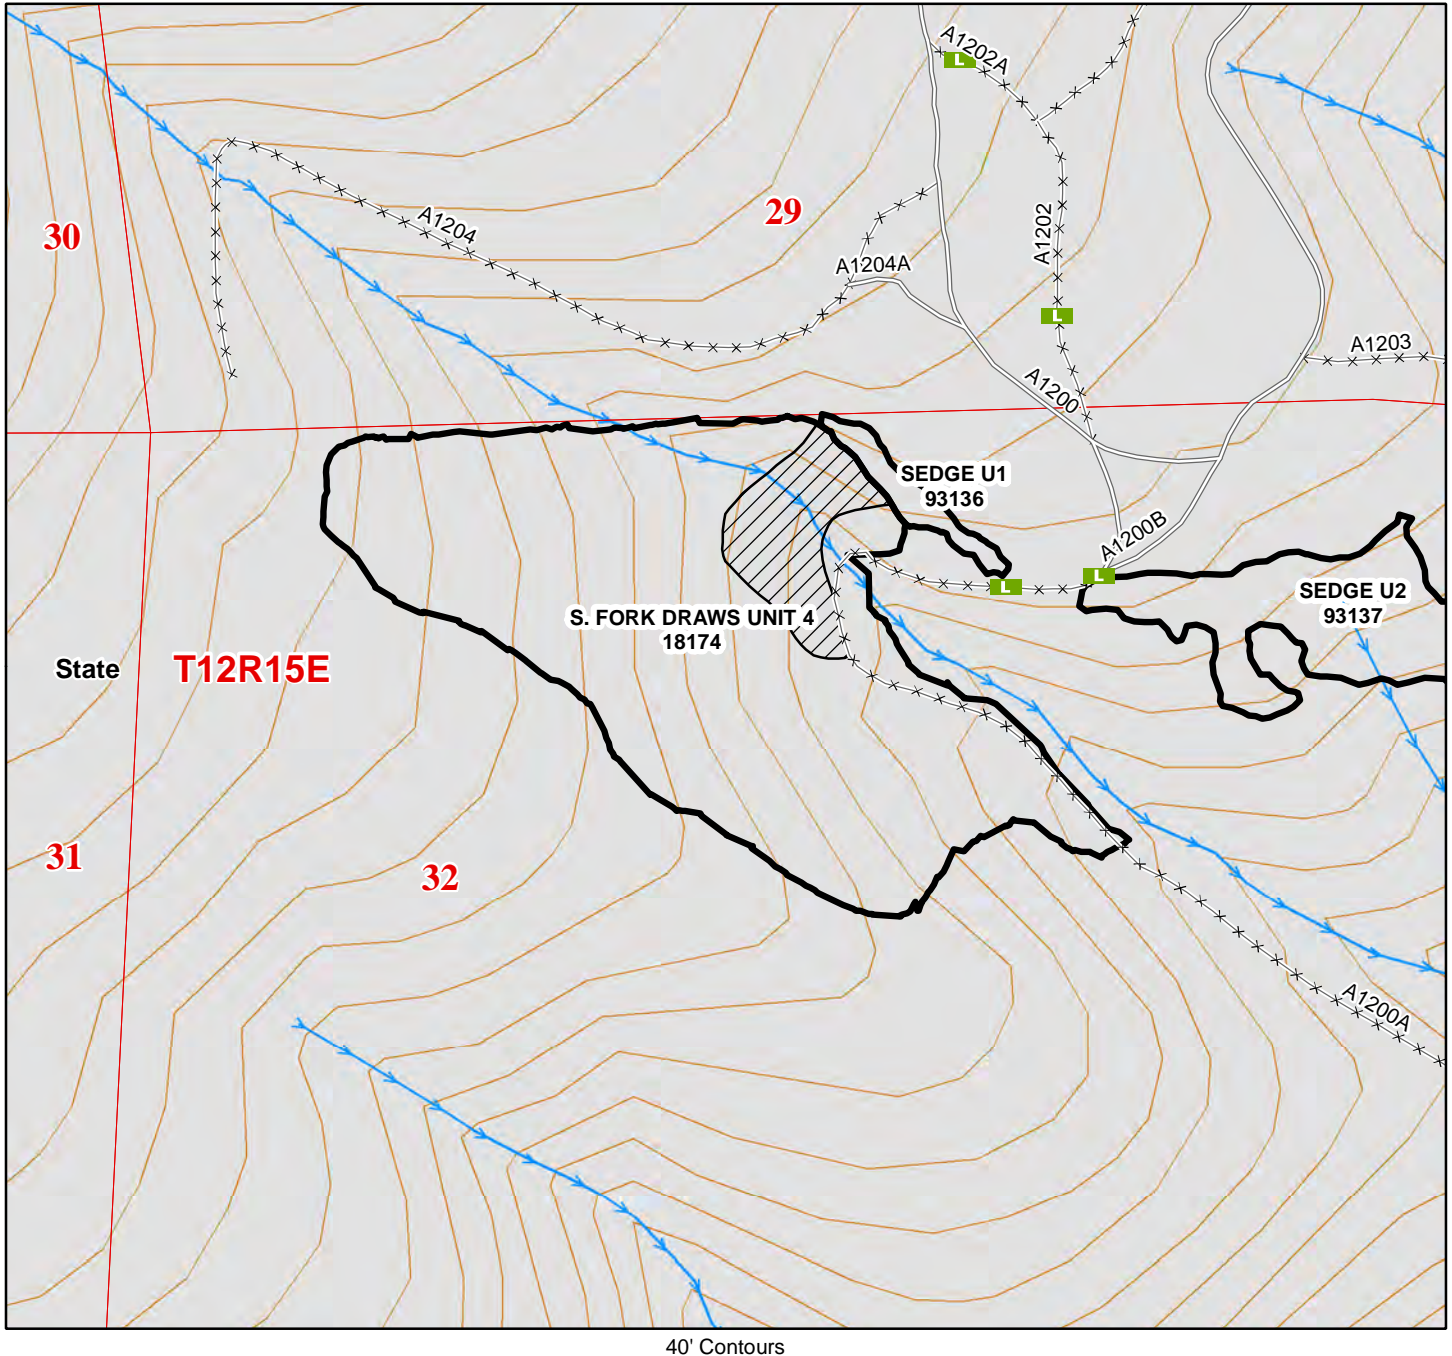 A1202A
L
30
29
A1204
A1202
A1204A
L
A1203
A1200
SEDGE U1
93136
A1200B
L
L
SEDGE U2
93137
S. FORK DRAWS UNIT 4
18174
State
T12R15E
31
32
A1200A
40' Contours